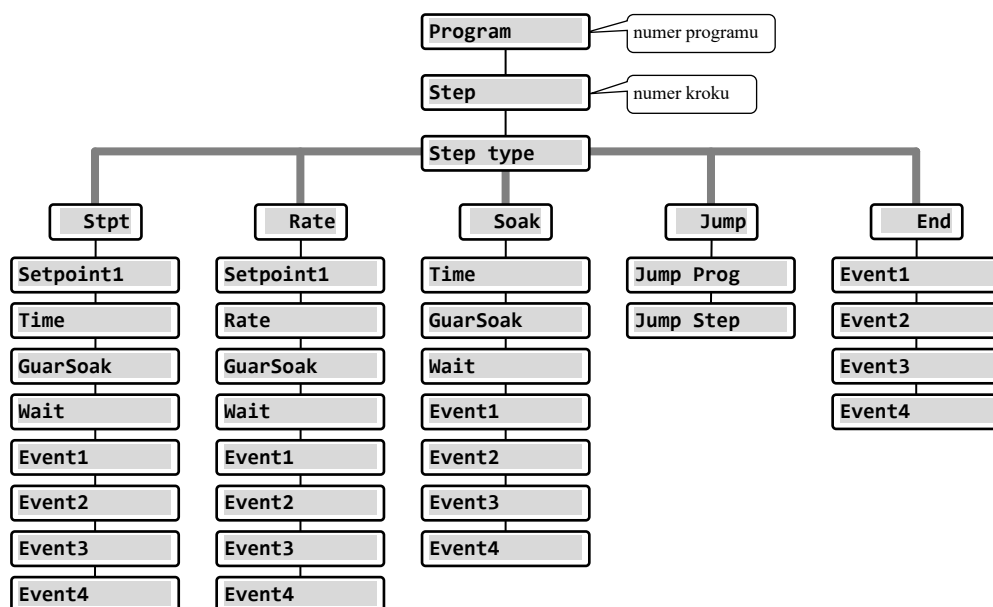 Program
numer programu
Step
numer kroku
Step type
Stpt
Rate
Soak
Jump
End
Setpoint1
Time
GuarSoak
Wait
Event1
Event2
Event3
Event4
Setpoint1
Rate
GuarSoak
Wait
Event1
Event2
Event3
Event4
Time
GuarSoak
Wait
Event1
Event2
Event3
Event4
Jump Prog
Jump Step
Event1
Event2
Event3
Event4